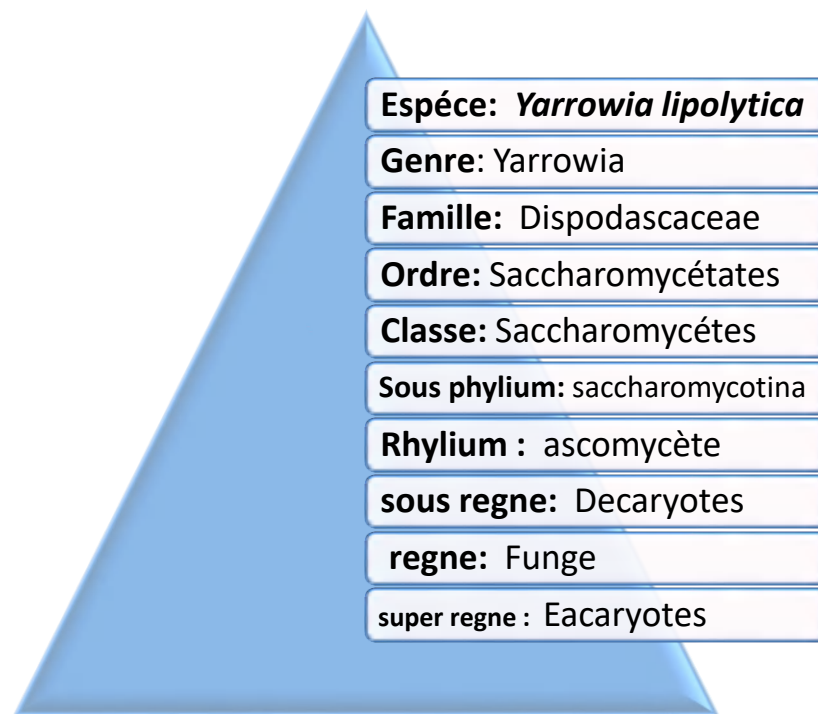 Espéce: Yarrowia lipolytica
Genre: Yarrowia
Famille: Dispodascaceae
Ordre: Saccharomycétates
Classe: Saccharomycétes
Sous phylium: saccharomycotina
Rhylium : ascomycète
sous regne: Decaryotes
regne: Funge
super regne : Eacaryotes